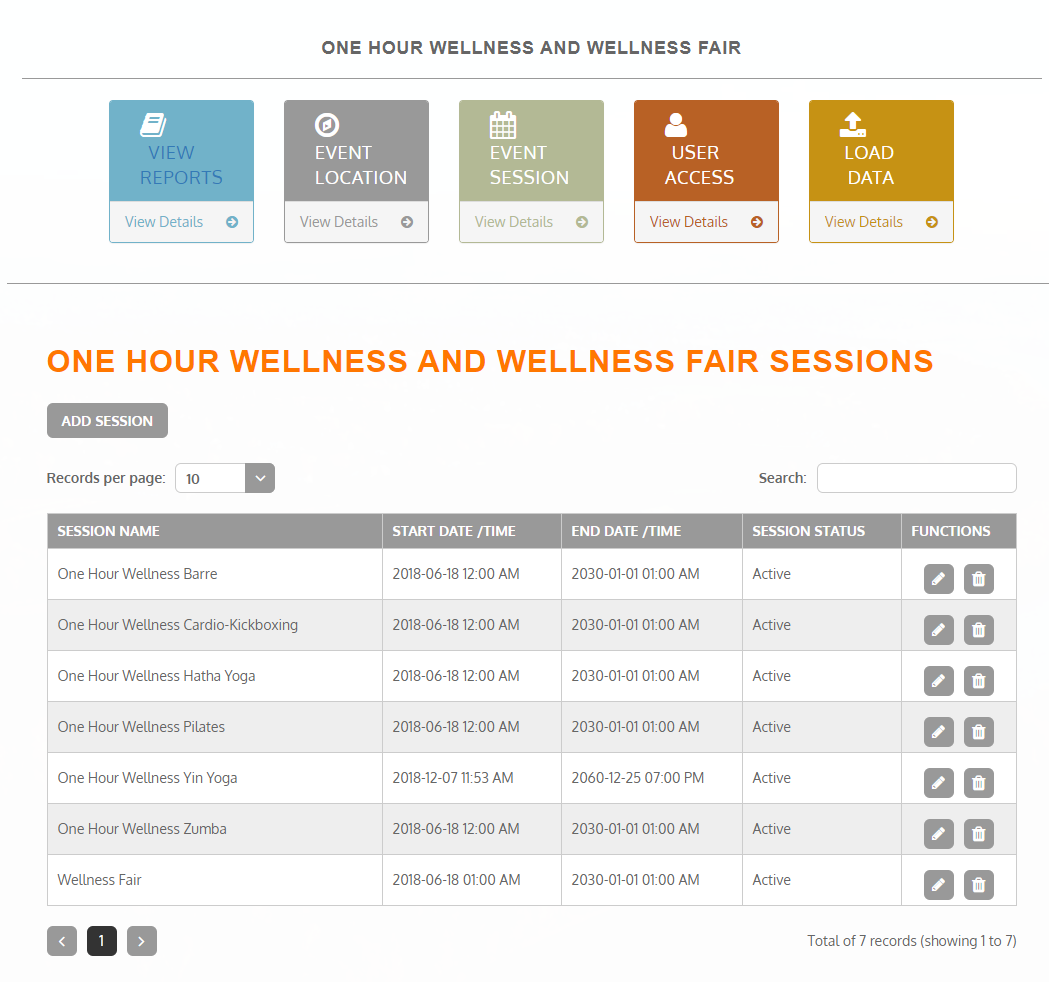 ONE HOUR WELLNESS AND WELLNESS FAIR
VIEW
REPORTS
View Details
EVENT
LOCATION
View Details
EVENT
SESSION
View Details
USER
ACCESS
View Details
LOAD
DATA
View Details
ONE HOUR WELLNESS AND WELLNESS FAIR SESSIONS
ADD SESSION
Records per page: 10
Search:
SESSION NAME START DATE /TIME END DATE /TIME SESSION STATUS FUNCTIONS
One Hour Wellness Barre 2018-06-18 12:00 AM 2030-01-01 01:00 AM Active
One Hour Wellness Cardio-Kickboxing 2018-06-18 12:00 AM 2030-01-01 01:00 AM Active
One Hour Wellness Hatha Yoga 2018-06-18 12:00 AM 2030-01-01 01:00 AM Active
One Hour Wellness Pilates 2018-06-18 12:00 AM 2030-01-01 01:00 AM Active
One Hour Wellness Yin Yoga 2018-12-07 11:53 AM 2060-12-25 07:00 PM Active
One Hour Wellness Zumba 2018-06-18 12:00 AM 2030-01-01 01:00 AM Active
Wellness Fair 2018-06-18 01:00 AM 2030-01-01 01:00 AM Active
1
Total of 7 records (showing 1 to 7)